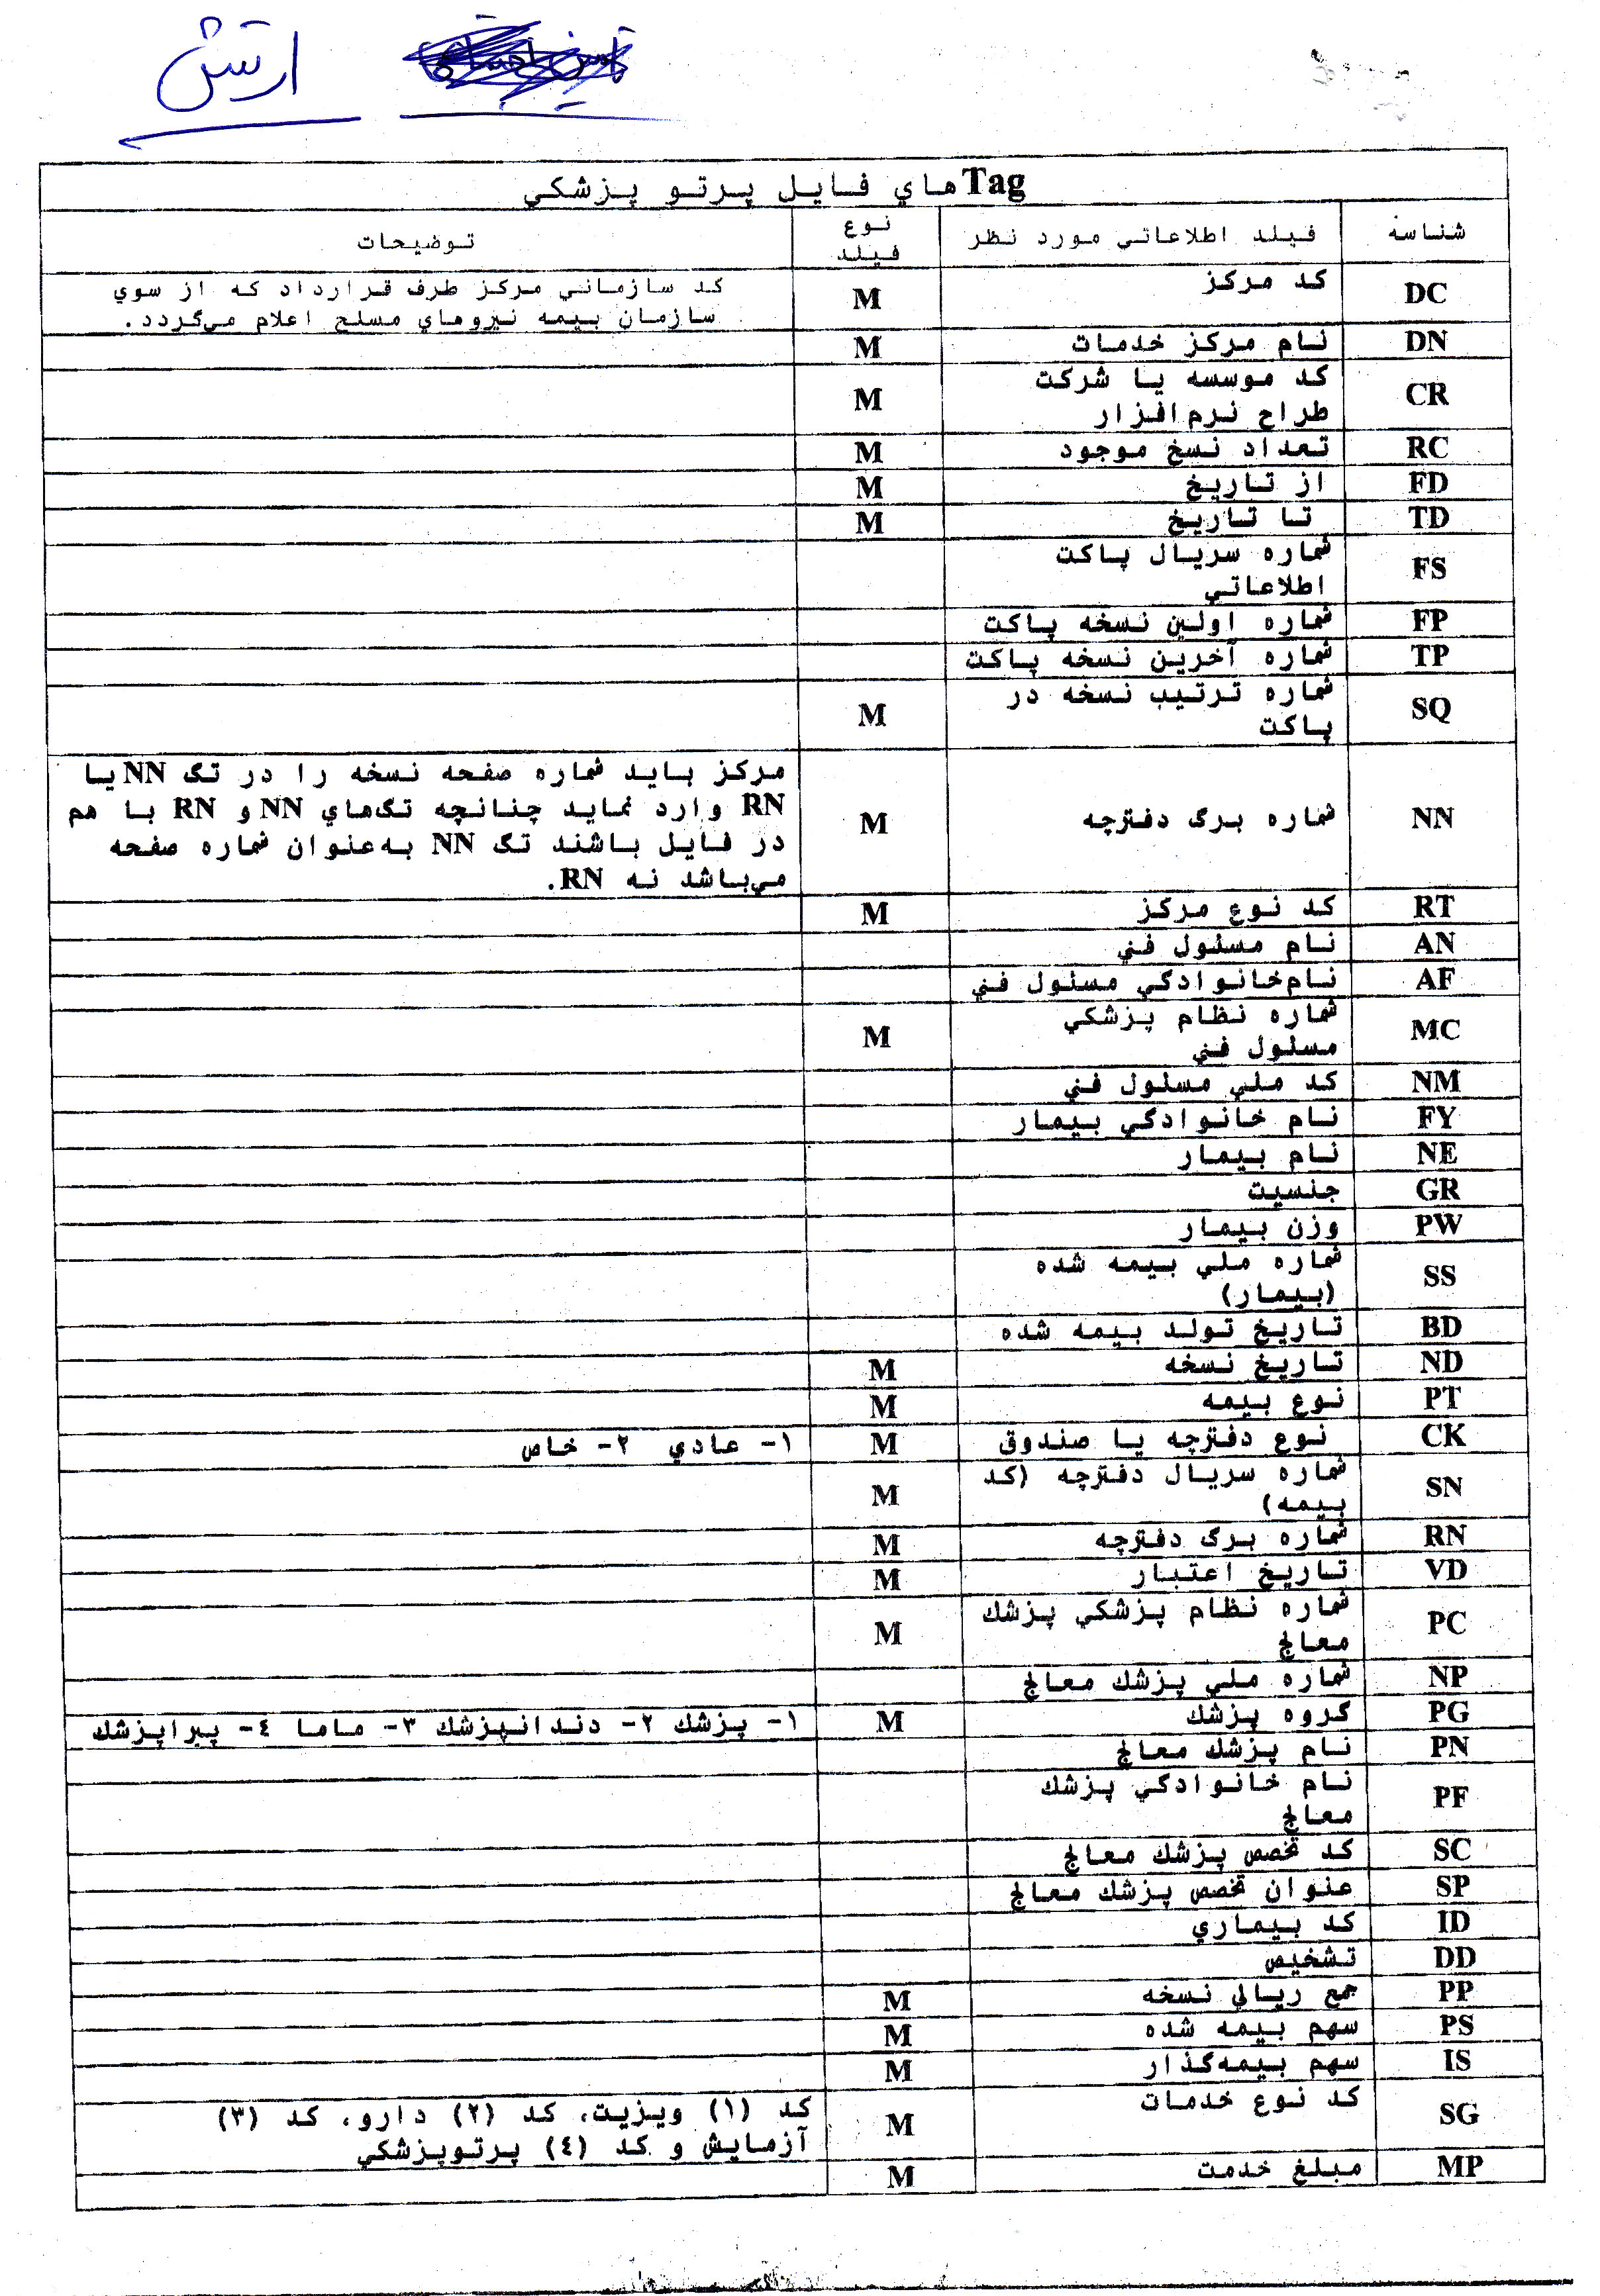 ارتش
Tagهاي فايل پرتو پزشكي
شناسه فيلد اطلاعاتي مورد نظر نوع فيلد توضيحات
DC كد مركز M كد سازماني مركز طرف قرارداد كه از سوي
سازمان بيمه نيروهاي مسلح اعلام مي‌گردد.
DN نام مركز خدمات M
CR كد موسسه يا شركت
طراح نرم‌افزار M
RC تعداد نسخ موجود M
FD از تاريخ M
TD تا تاريخ M
FS شماره سريال پاكت
اطلاعاتي
FP شماره اولين نسخه پاكت
TP شماره آخرين نسخه پاكت
SQ شماره ترتيب نسخه در
پاكت M
NN شماره برگ دفترچه M مركز بايد شماره صفحه نسخه را در تگ NN يا
RN وارد نمايد چنانچه تگ‌هاي NN و RN با هم
در فايل باشند تگ NN به‌عنوان شماره صفحه
مي‌باشد نه RN.
RT كد نوع مركز M
AN نام مسئول فني
AF نام‌خانوادگي مسئول فني
MC شماره نظام پزشكي
مسئول فني M
NM كد ملي مسئول فني
FY نام خانوادگي بيمار
NE نام بيمار
GR جنسيت
PW وزن بيمار
SS شماره ملي بيمه شده
(بيمار)
BD تاريخ تولد بيمه شده
ND تاريخ نسخه M
PT نوع بيمه M
CK نوع دفترچه يا صندوق M ۱- عادي ۲- خاص
SN شماره سريال دفترچه (كد
بيمه) M
RN شماره برگ دفترچه M
VD تاريخ اعتبار M
PC شماره نظام پزشكي پزشك
معالج M
NP شماره ملي پزشك معالج
PG گروه پزشك M ۱- پزشك ۲- دندانپزشك ۳- ماما ٤- پيراپزشك
PN نام پزشك معالج
PF نام خانوادگي پزشك
معالج
SC كد تخصص پزشك معالج
SP عنوان تخصص پزشك معالج
ID كد بيماري
DD تشخيص
PP جمع ريالي نسخه M
PS سهم بيمه شده M
IS سهم بيمه‌گذار M
SG كد نوع خدمات M كد (۱) ويزيت، كد (۲) دارو، كد (۳)
آزمايش و كد (٤) پرتوپزشكي
MP مبلغ خدمت M